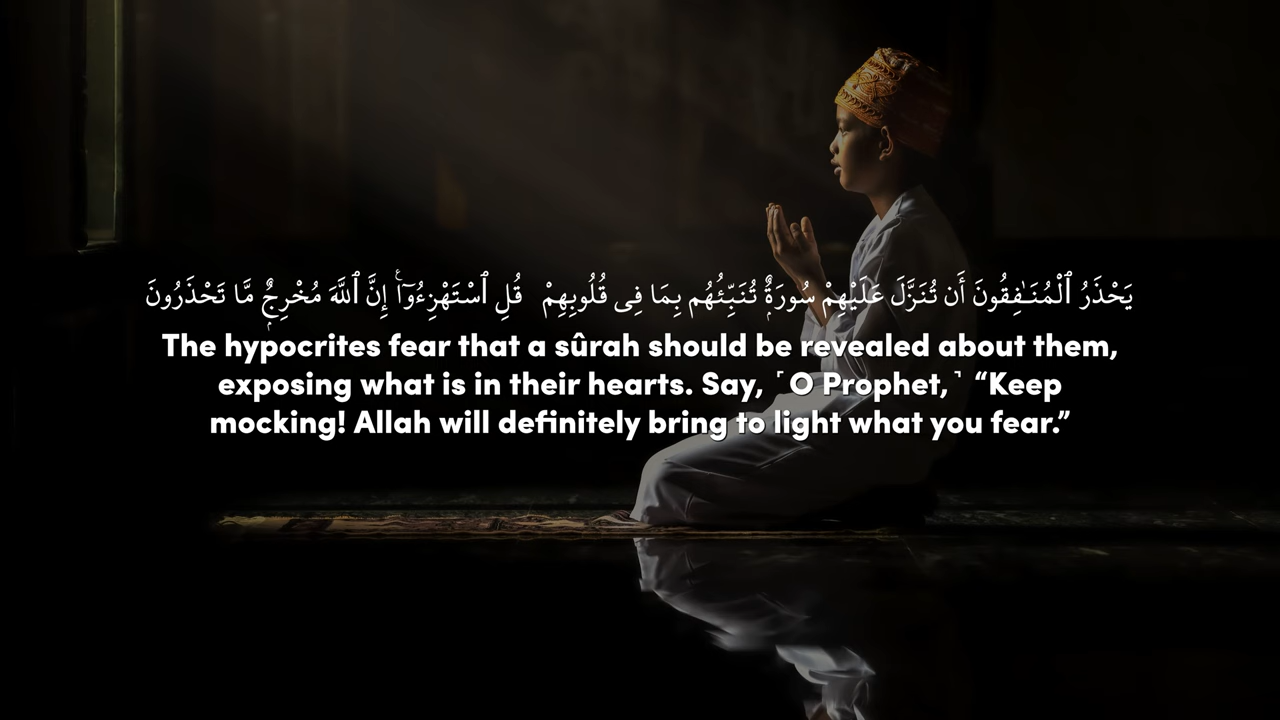 يَحْذَرُ ٱلْمُنَـٰفِقُونَ أَن تُنَزَّلَ عَلَيْهِمْ سُورَةٌۭ تُنَبِّئُهُم بِمَا فِى قُلُوبِهِمْ قُلِ ٱسْتَهْزِءُوٓا۟ إِنَّ ٱللَّهَ مُخْرِجٌۭ مَّا تَحْذَرُونَ
The hypocrites fear that a sûrah should be revealed about them,
exposing what is in their hearts. Say, ˹O Prophet,˺ “Keep
mocking! Allah will definitely bring to light what you fear.”